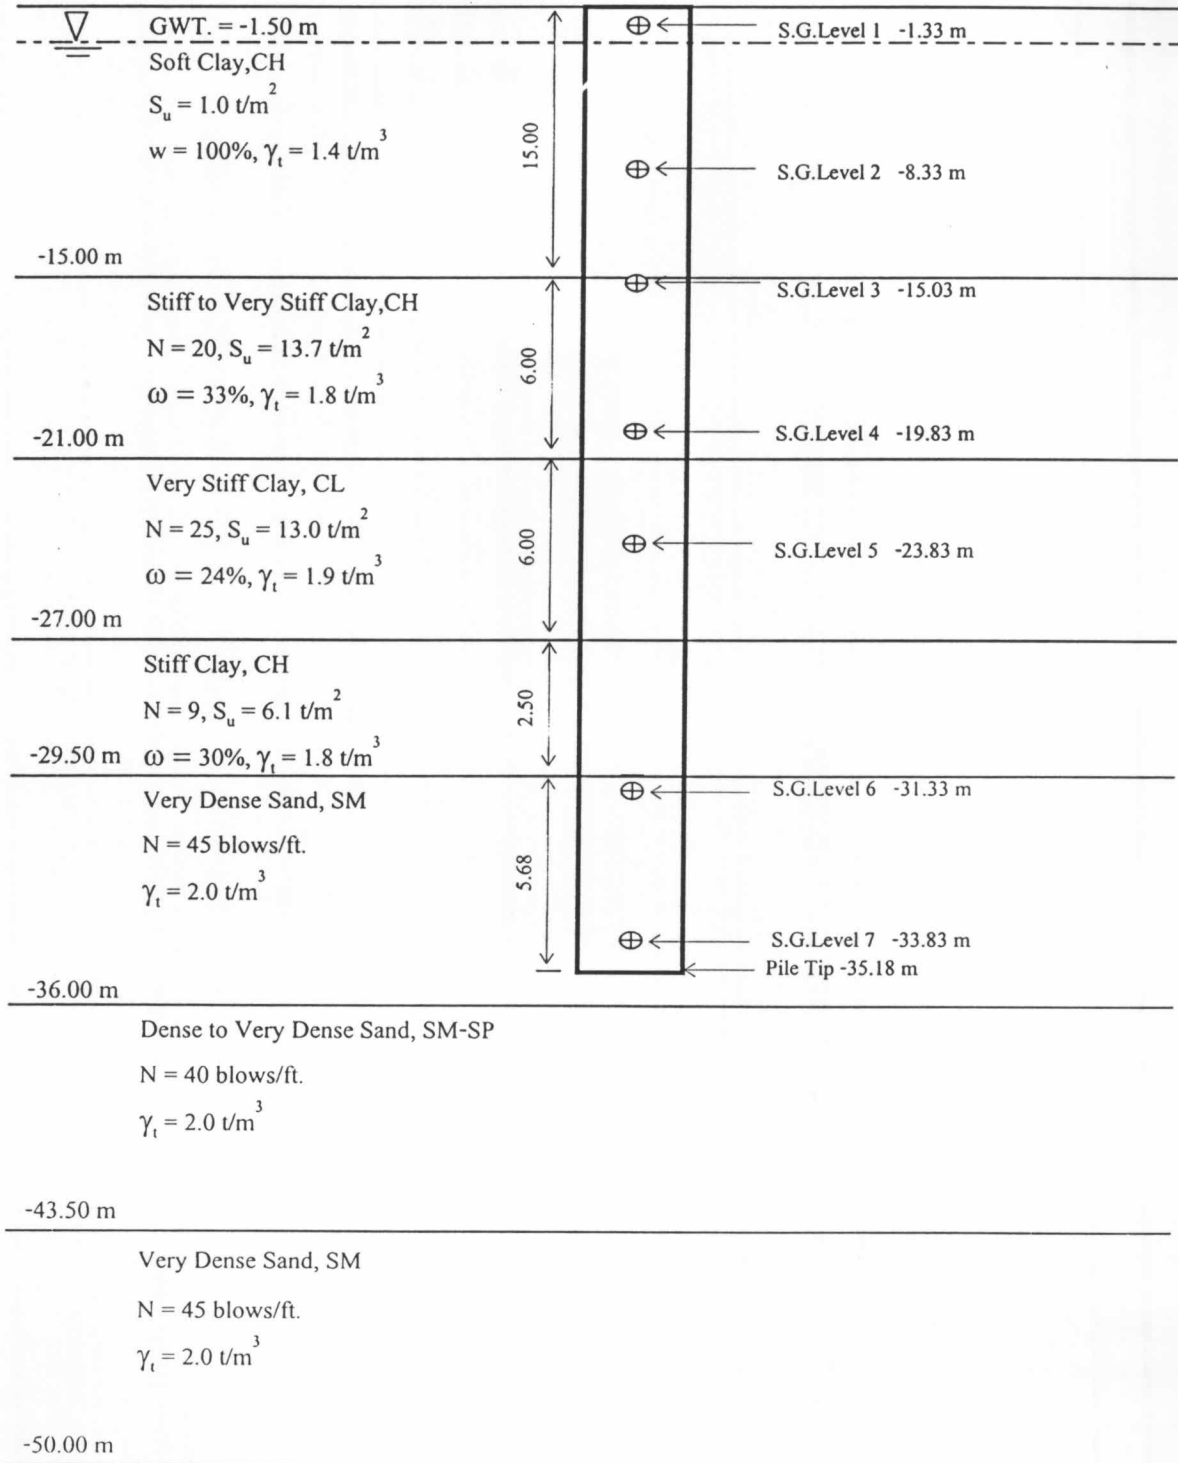 GWT. = -1.50 m
S.G.Level 1 -1.33 m
Soft Clay,CH
Sᵤ = 1.0 t/m²
w = 100%, γₜ = 1.4 t/m³
15.00
S.G.Level 2 -8.33 m
-15.00 m
S.G.Level 3 -15.03 m
Stiff to Very Stiff Clay,CH
N = 20, Sᵤ = 13.7 t/m²
ω = 33%, γₜ = 1.8 t/m³
6.00
-21.00 m
S.G.Level 4 -19.83 m
Very Stiff Clay, CL
N = 25, Sᵤ = 13.0 t/m²
ω = 24%, γₜ = 1.9 t/m³
6.00
S.G.Level 5 -23.83 m
-27.00 m
Stiff Clay, CH
N = 9, Sᵤ = 6.1 t/m²
2.50
-29.50 m ω = 30%, γₜ = 1.8 t/m³
S.G.Level 6 -31.33 m
Very Dense Sand, SM
N = 45 blows/ft.
γₜ = 2.0 t/m³
5.68
S.G.Level 7 -33.83 m
Pile Tip -35.18 m
-36.00 m
Dense to Very Dense Sand, SM-SP
N = 40 blows/ft.
γₜ = 2.0 t/m³
-43.50 m
Very Dense Sand, SM
N = 45 blows/ft.
γₜ = 2.0 t/m³
-50.00 m